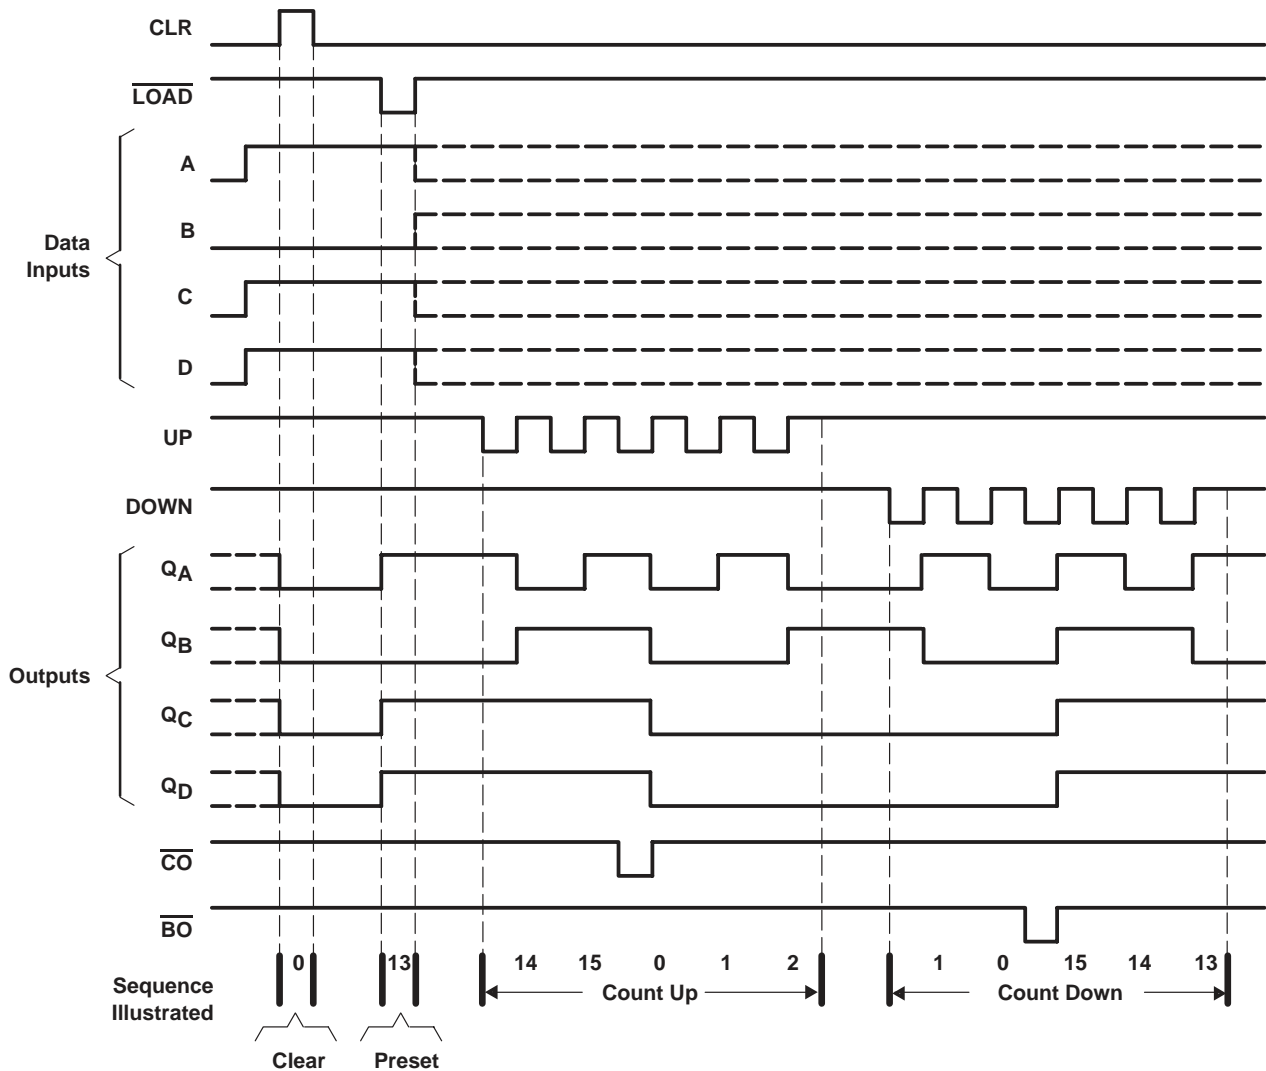 CLR
LOAD
A
B
Data
Inputs
C
D
UP
DOWN
QA
QB
Outputs
QC
QD
CO
BO
0 13 14 15 0 1 2 1 0 15 14 13
Sequence
Illustrated
Count Up Count Down
Clear Preset